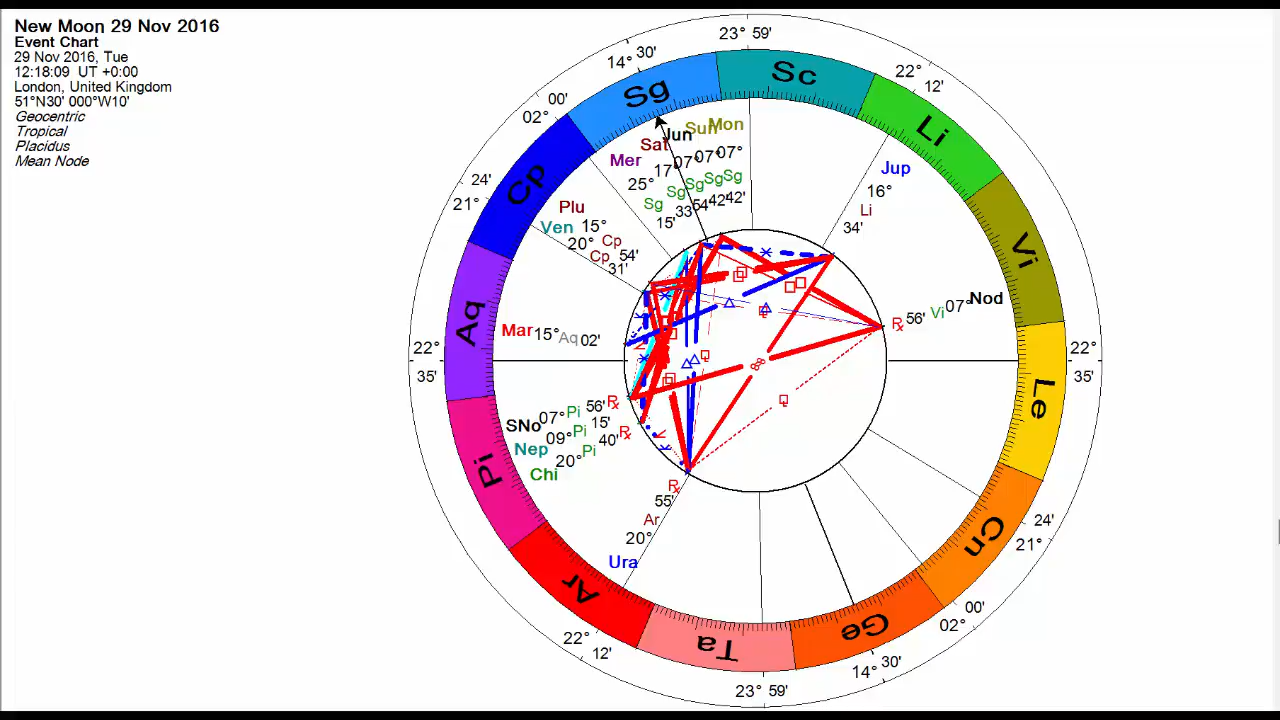 New Moon 29 Nov 2016
Event Chart
29 Nov 2016, Tue
12:18:09 UT +0:00
London, United Kingdom
51°N30' 000°W10'
Geocentric
Tropical
Placidus
Mean Node
23° 59'
14° 30'
22° 12'
02° 00'
24'
21°
22°
35'
22°
35'
24'
21°
00'
02°
14° 30'
23° 59'
22° 12'
Sc
Sg
Li
Cp
Vi
Aq
Le
Pi
Cn
Ar
Ta
Ge
Mon
07°
Sg
42'
Sun
07°
Sg
42'
Jun
07°
Sg
54'
Sat
17°
Sg
33'
Mer
25°
Sg
15'
Jup
16°
Li
34'
Plu
15°
Cp
54'
Ven
20°
Cp
31'
Mar 15° Aq 02'
℞ 56' Vi 07° Nod
SNo 07° Pi 56' ℞
Nep 09° Pi 15' ℞
Chi 20° Pi 40'
℞
55'
Ar
20°
Ura